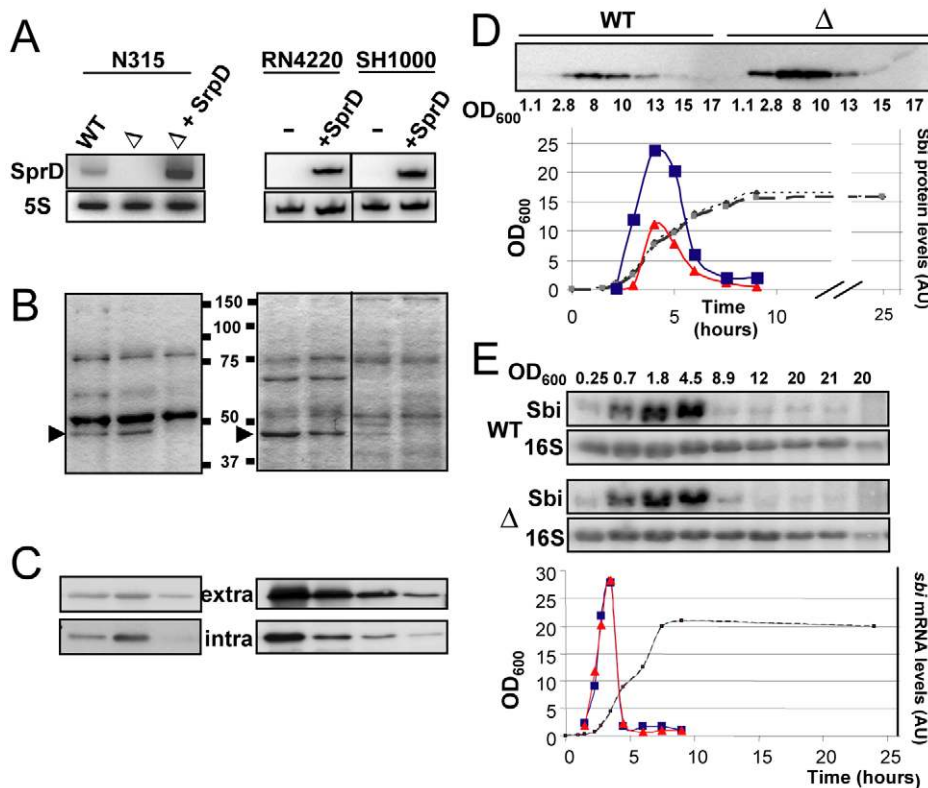 A
N315
RN4220 SH1000
WT
Δ
Δ + SrpD
-
+SprD
-
+SprD
SprD
5S
B
150
100
75
50
37
C
extra
intra
D
WT Δ
OD600 1.1 2.8 8 10 13 15 17 1.1 2.8 8 10 13 15 17
OD600
25
20
15
10
5
0
0 5 10 25
Time
(hours)
Sbi protein levels (AU)
E
OD600 0.25 0.7 1.8 4.5 8.9 12 20 21 20
WT
Sbi
16S
Δ
Sbi
16S
OD600
30
25
20
15
10
5
0
0 5 10 15 20 25
Time (hours)
sbi mRNA levels (AU)